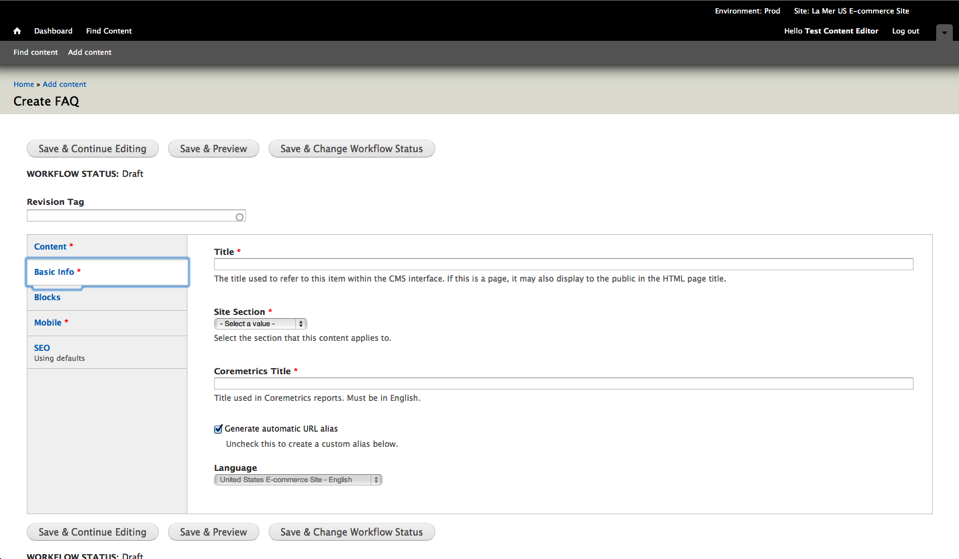 Environment: Prod Site: La Mer US E-commerce Site
Dashboard Find Content Hello Test Content Editor Log out
Find content Add content
Home » Add content
Create FAQ
Save & Continue Editing Save & Preview Save & Change Workflow Status
WORKFLOW STATUS: Draft
Revision Tag
Content *
Basic Info *
Blocks
Mobile *
SEO
Using defaults
Title *
The title used to refer to this item within the CMS interface. If this is a page, it may also display to the public in the HTML page title.
Site Section *
- Select a value -
Select the section that this content applies to.
Coremetrics Title *
Title used in Coremetrics reports. Must be in English.
Generate automatic URL alias
Uncheck this to create a custom alias below.
Language
United States E-commerce Site - English
Save & Continue Editing Save & Preview Save & Change Workflow Status
WORKFLOW STATUS: Draft